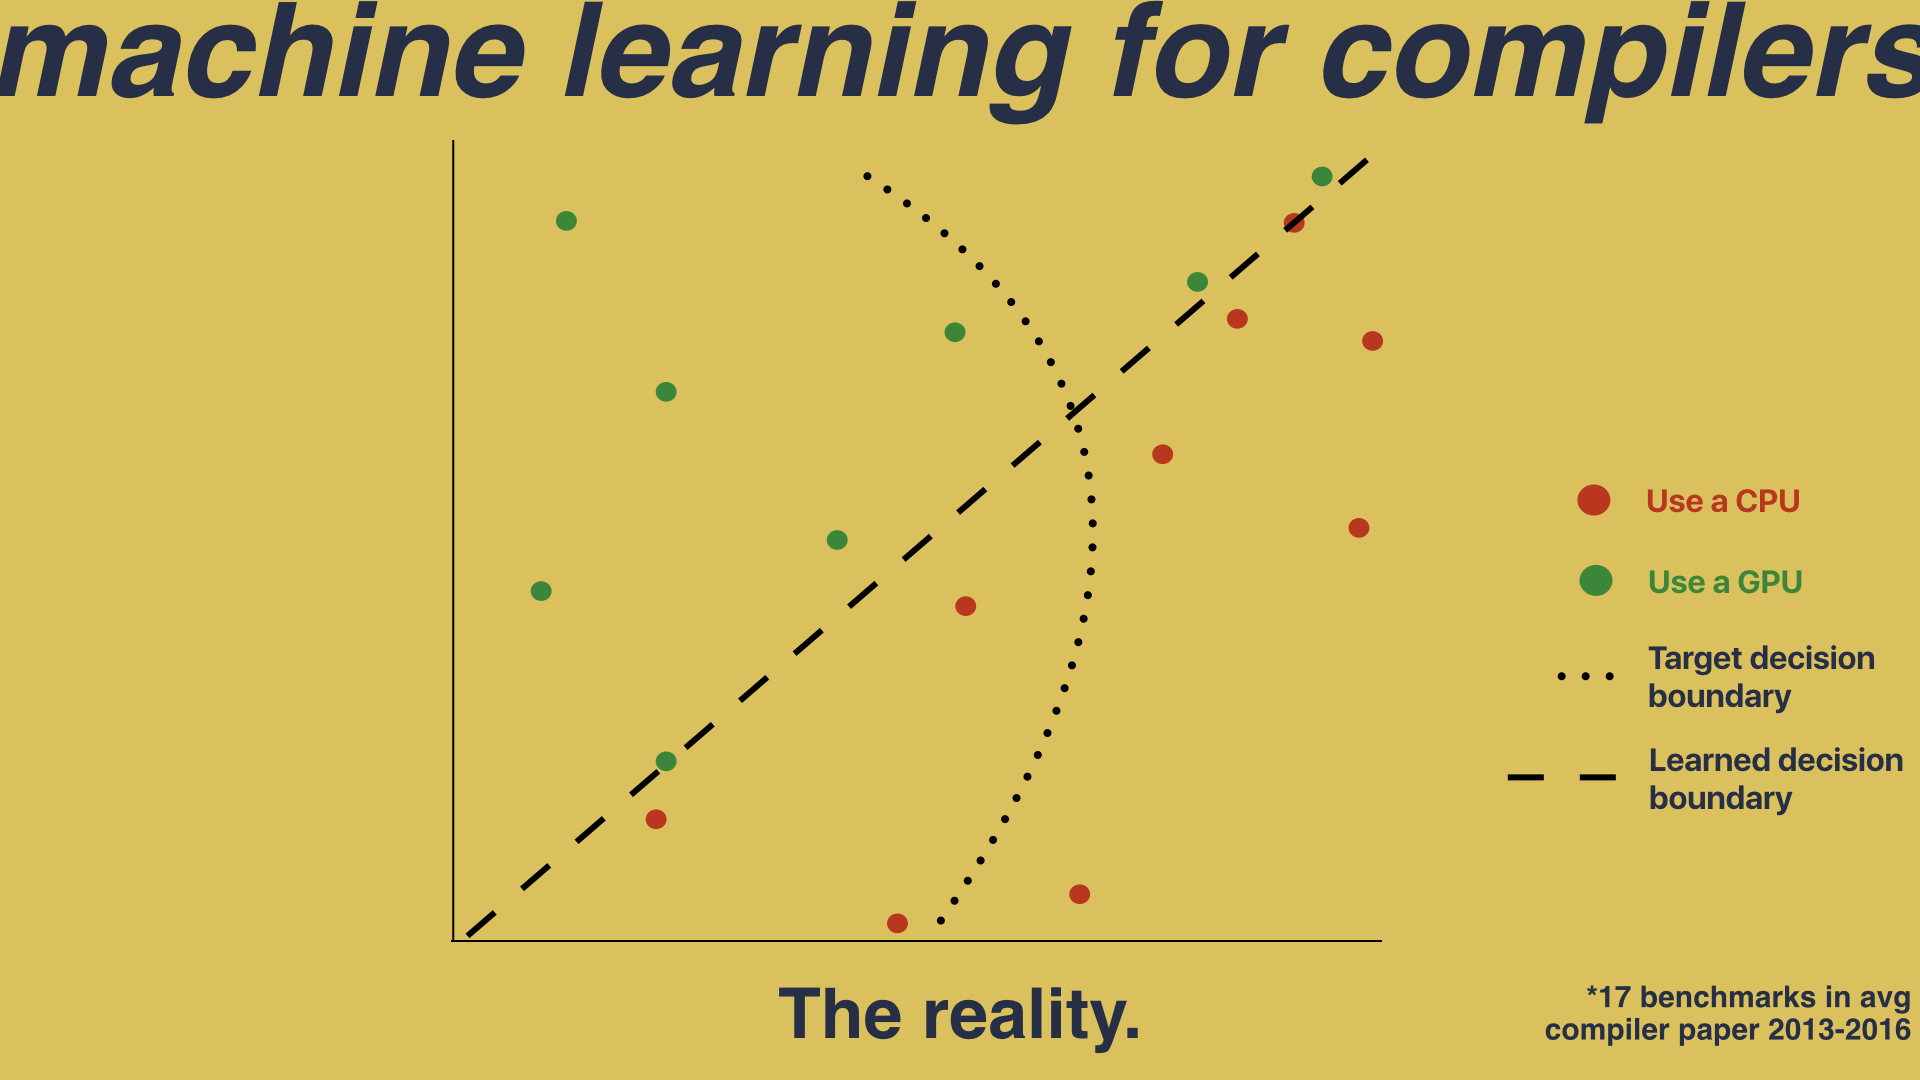 machine learning for compilers
Use a CPU
Use a GPU
Target decision
boundary
Learned decision
boundary
The reality.
*17 benchmarks in avg
compiler paper 2013-2016